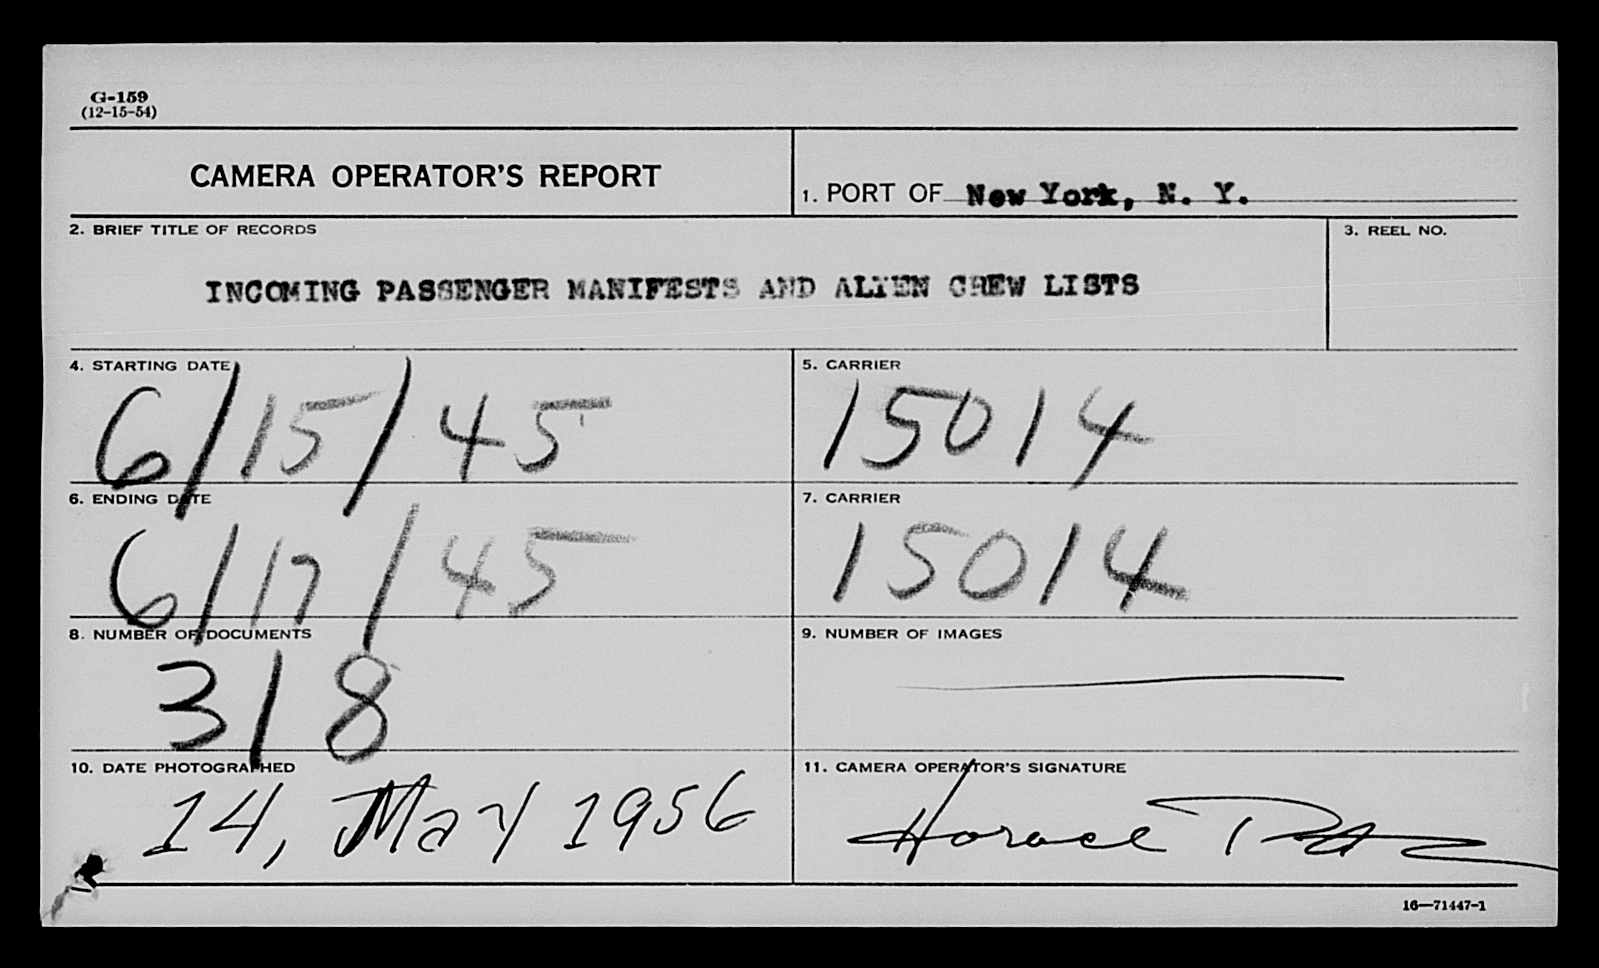 G-159
(12-15-54)
CAMERA OPERATOR'S REPORT
1. PORT OF New York, N. Y.
2. BRIEF TITLE OF RECORDS
3. REEL NO.
INCOMING PASSENGER MANIFESTS AND ALIEN CREW LISTS
4. STARTING DATE
5. CARRIER
6/15/45
15014
6. ENDING DATE
7. CARRIER
6/17/45
15014
8. NUMBER OF DOCUMENTS
9. NUMBER OF IMAGES
318
10. DATE PHOTOGRAPHED
11. CAMERA OPERATOR'S SIGNATURE
14, May 1956
Horace
16—71447-1